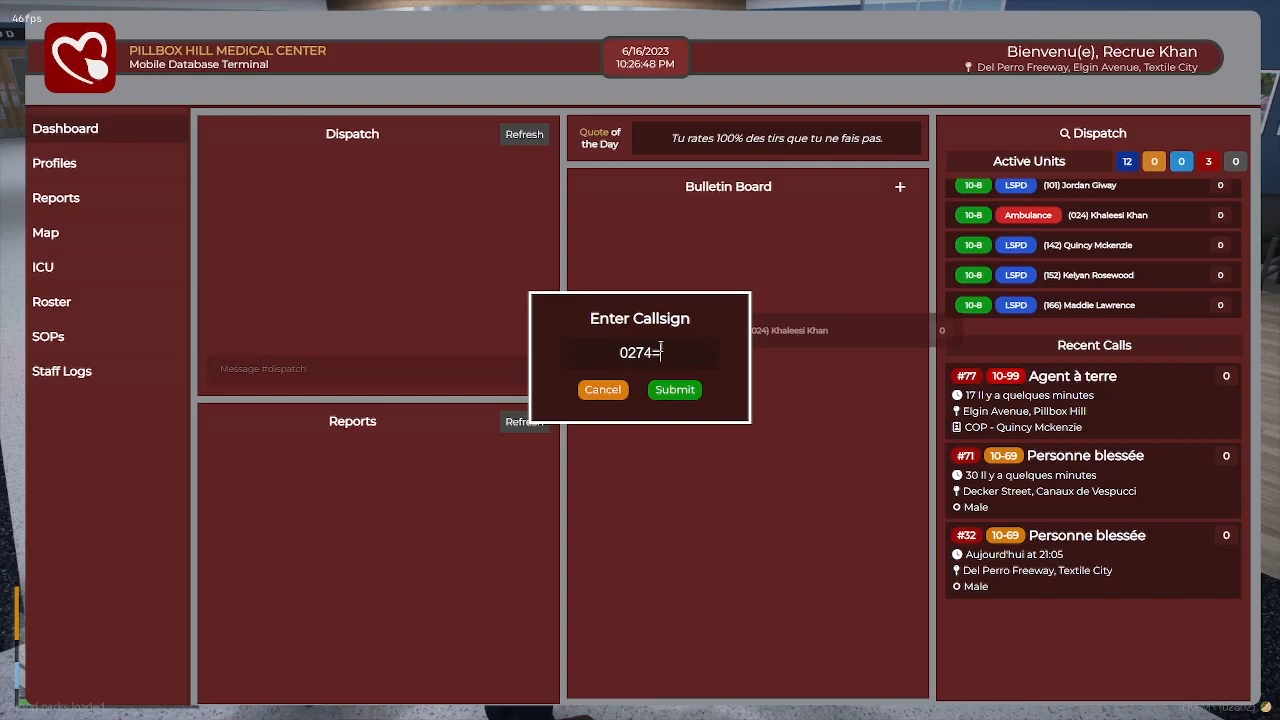 46 fps
PILLBOX HILL MEDICAL CENTER
Mobile Database Terminal
6/16/2023
10:26:48 PM
Bienvenu(e), Recrue Khan
Del Perro Freeway, Elgin Avenue, Textile City
Dashboard
Profiles
Reports
Map
ICU
Roster
SOPs
Staff Logs
Dispatch
Refresh
Message #dispatch
Reports
Refresh
Quote of
the Day
Tu rates 100% des tirs que tu ne fais pas.
Bulletin Board +
024) Khaleesi Khan 0
Enter Callsign
0274=
Cancel Submit
Dispatch
Active Units 12 0 0 3 0
10-8 LSPD (101) Jordan Giway 0
10-8 Ambulance (024) Khaleesi Khan 0
10-8 LSPD (142) Quincy Mckenzie 0
10-8 LSPD (152) Kelyan Rosewood 0
10-8 LSPD (166) Maddie Lawrence 0
Recent Calls
#77 10-99 Agent à terre 0
17 Il y a quelques minutes
Elgin Avenue, Pillbox Hill
COP - Quincy Mckenzie
#71 10-69 Personne blessée 0
30 Il y a quelques minutes
Decker Street, Canaux de Vespucci
Male
#32 10-69 Personne blessée 0
Aujourd'hui at 21:05
Del Perro Freeway, Textile City
Male
packs loaded